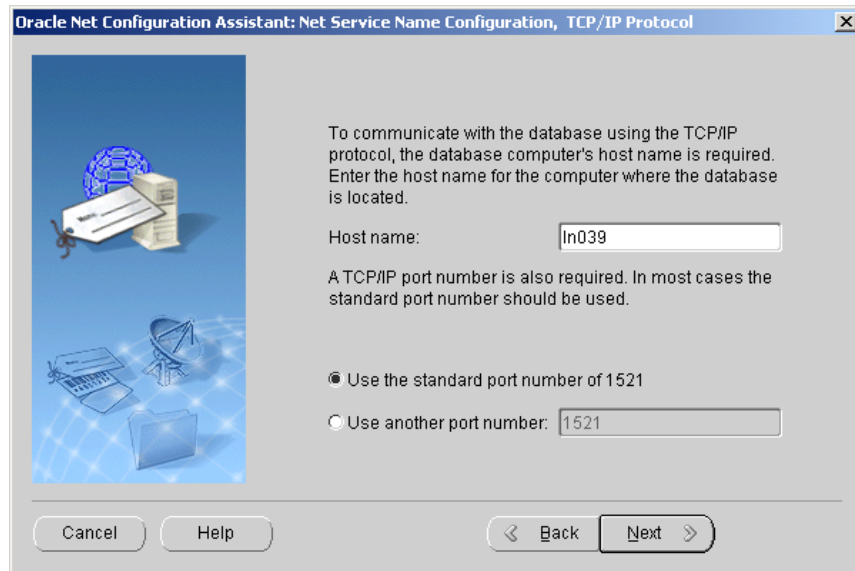 Oracle Net Configuration Assistant: Net Service Name Configuration, TCP/IP Protocol
To communicate with the database using the TCP/IP
protocol, the database computer's host name is required.
Enter the host name for the computer where the database
is located.
Host name: ln039
A TCP/IP port number is also required. In most cases the
standard port number should be used.
Use the standard port number of 1521
Use another port number: 1521
Cancel Help Back Next